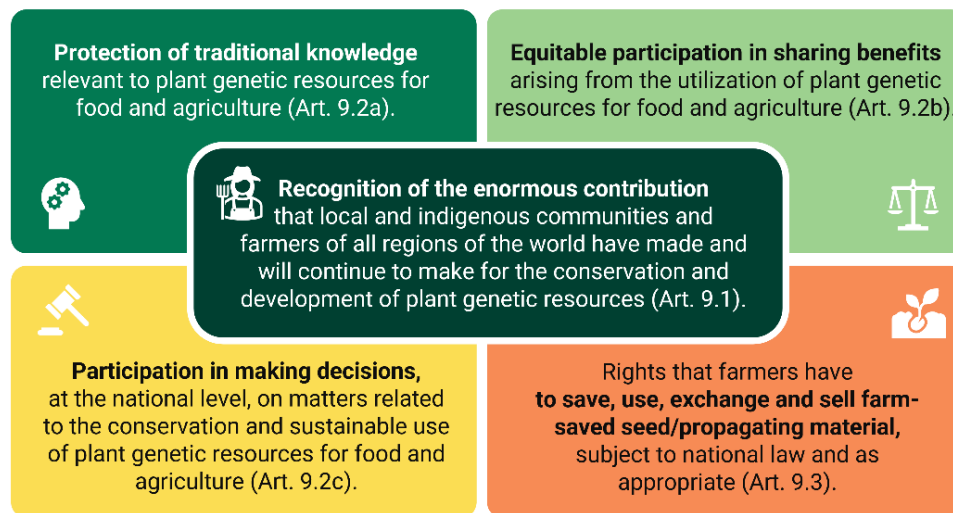 Protection of traditional knowledge
relevant to plant genetic resources for
food and agriculture (Art. 9.2a).
Equitable participation in sharing benefits
arising from the utilization of plant genetic
resources for food and agriculture (Art. 9.2b).
Recognition of the enormous contribution
that local and indigenous communities and
farmers of all regions of the world have made and
will continue to make for the conservation and
development of plant genetic resources (Art. 9.1).
Participation in making decisions,
at the national level, on matters related
to the conservation and sustainable use
of plant genetic resources for food and
agriculture (Art. 9.2c).
Rights that farmers have
to save, use, exchange and sell farm-
saved seed/propagating material,
subject to national law and as
appropriate (Art. 9.3).